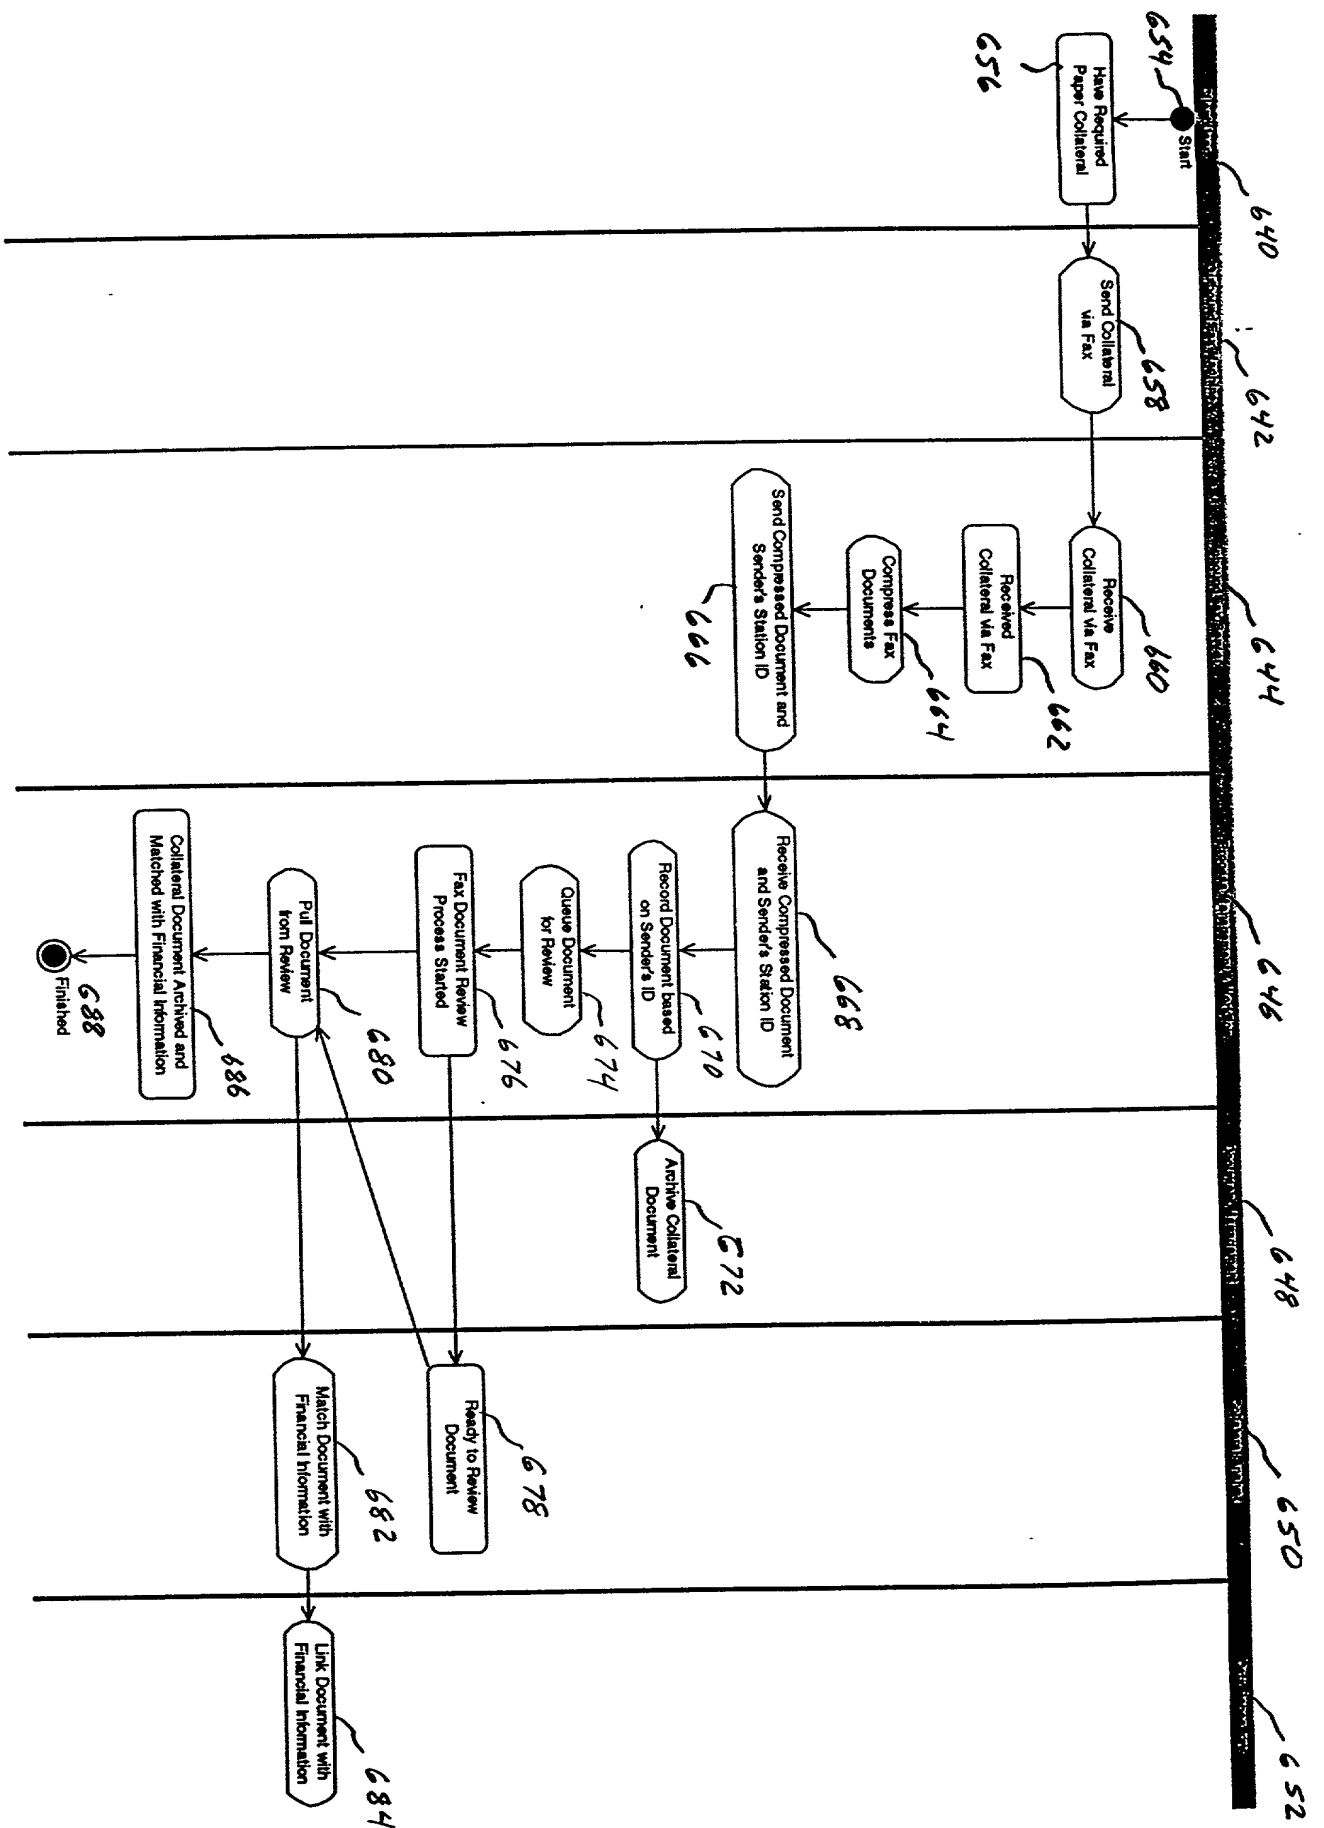 640
642
644
646
648
650
652
654
Start
Have Required
Paper Collateral
656
Send Collateral
via Fax
658
Receive
Collateral via Fax
660
Received
Collateral via Fax
662
Compress Fax
Documents
664
Send Compressed Document and
Sender's Station ID
666
Receive Compressed Document
and Sender's Station ID
668
Record Document based
on Sender's ID
670
Archive Collateral
Document
672
Queue Document
for Review
674
Fax Document Review
Process Started
676
Ready to Review
Document
678
Pull Document
from Review
680
Match Document with
Financial Information
682
Link Document with
Financial Information
684
Collateral Document Archived and
Matched with Financial Information
686
Finished
688